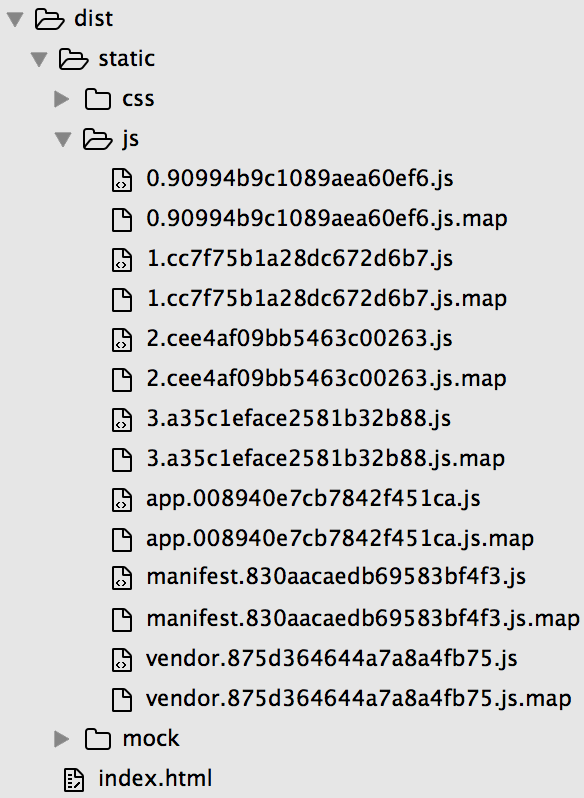 dist
static
css
js
0.90994b9c1089aea60ef6.js
0.90994b9c1089aea60ef6.js.map
1.cc7f75b1a28dc672d6b7.js
1.cc7f75b1a28dc672d6b7.js.map
2.cee4af09bb5463c00263.js
2.cee4af09bb5463c00263.js.map
3.a35c1eface2581b32b88.js
3.a35c1eface2581b32b88.js.map
app.008940e7cb7842f451ca.js
app.008940e7cb7842f451ca.js.map
manifest.830aacaedb69583bf4f3.js
manifest.830aacaedb69583bf4f3.js.map
vendor.875d364644a7a8a4fb75.js
vendor.875d364644a7a8a4fb75.js.map
mock
index.html